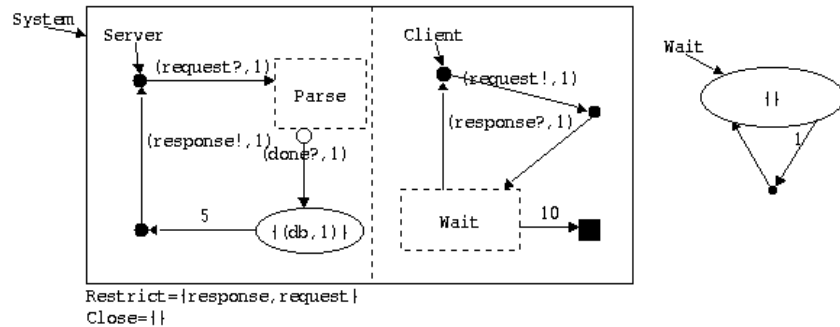 System
Server
Client
Wait
(request?,1)
(request!,1)
Parse
{}
(response!,1)
(response?,1)
(done?,1)
1
5
{(db,1)}
Wait
10
Restrict={response,request}
Close={}